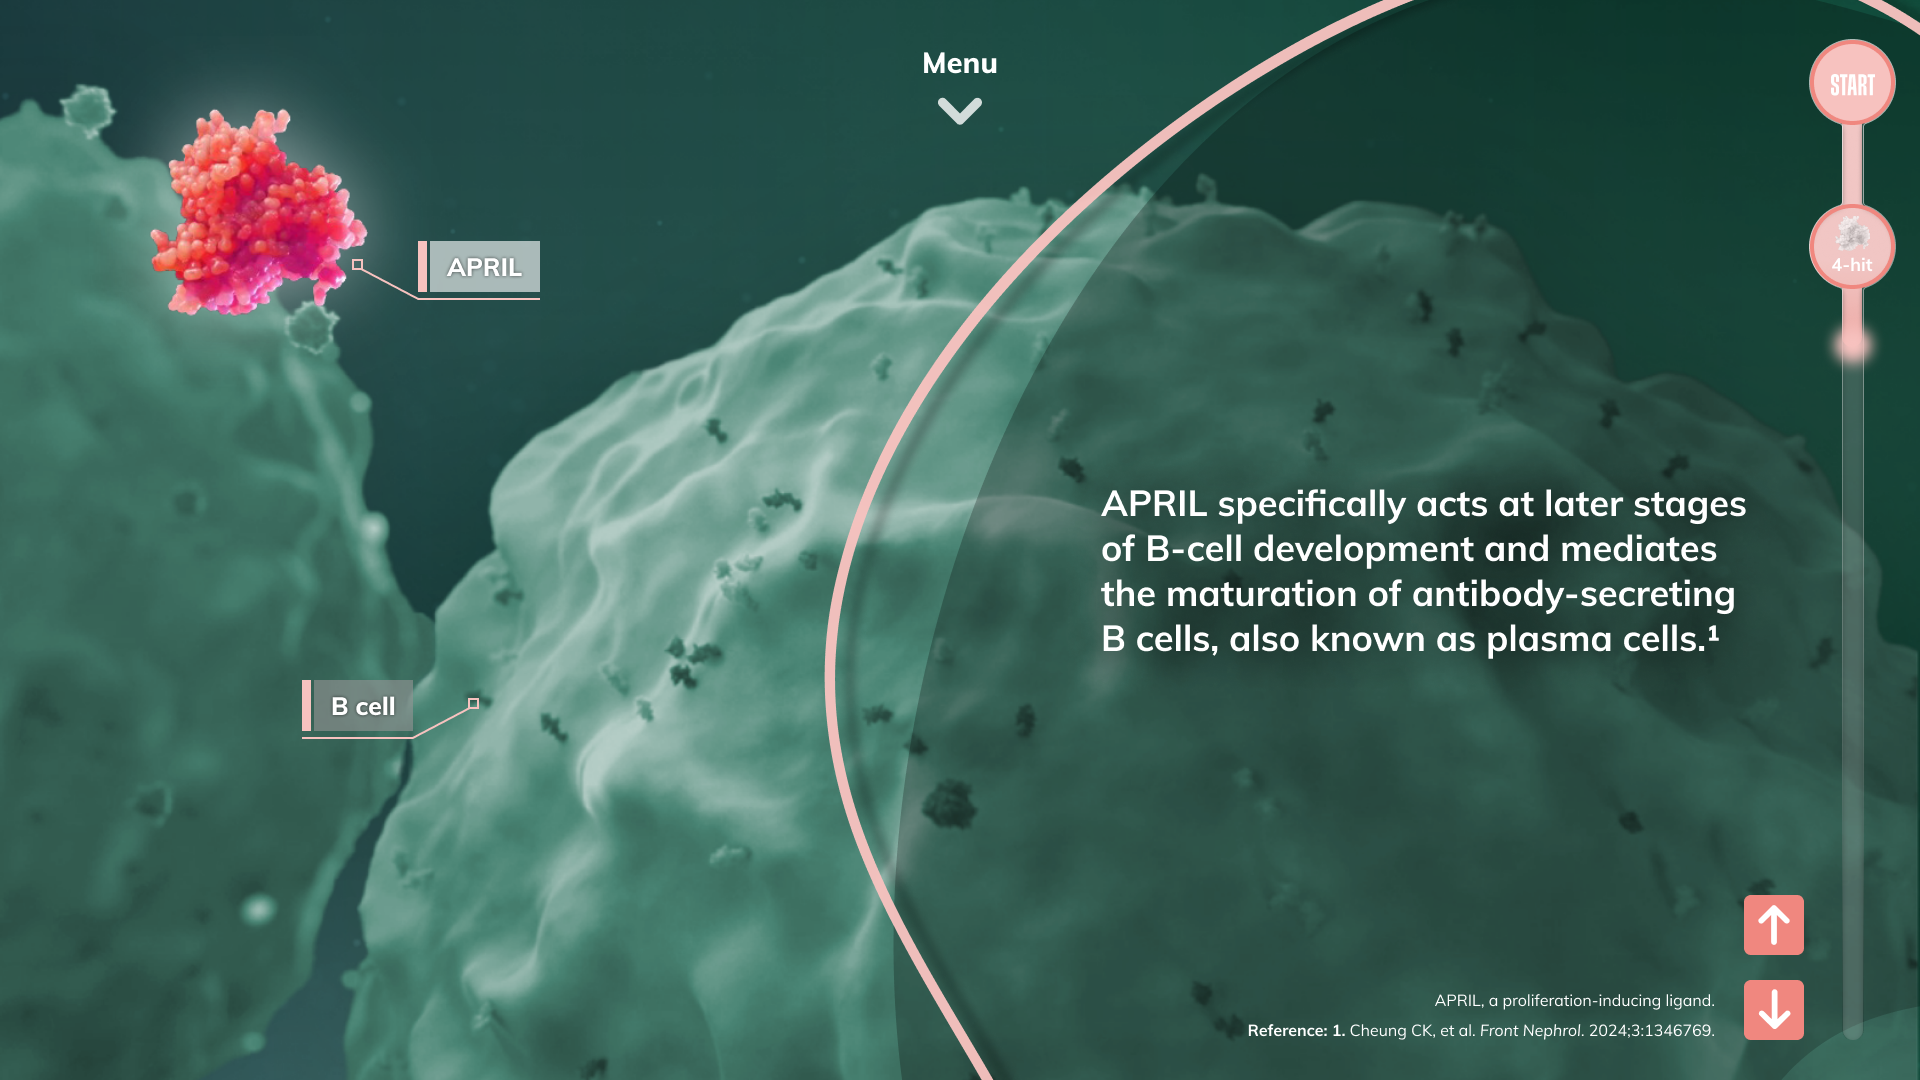 Menu
START
4-hit
APRIL
B cell
APRIL specifically acts at later stages
of B-cell development and mediates
the maturation of antibody-secreting
B cells, also known as plasma cells.¹
APRIL, a proliferation-inducing ligand.
Reference: 1. Cheung CK, et al. Front Nephrol. 2024;3:1346769.